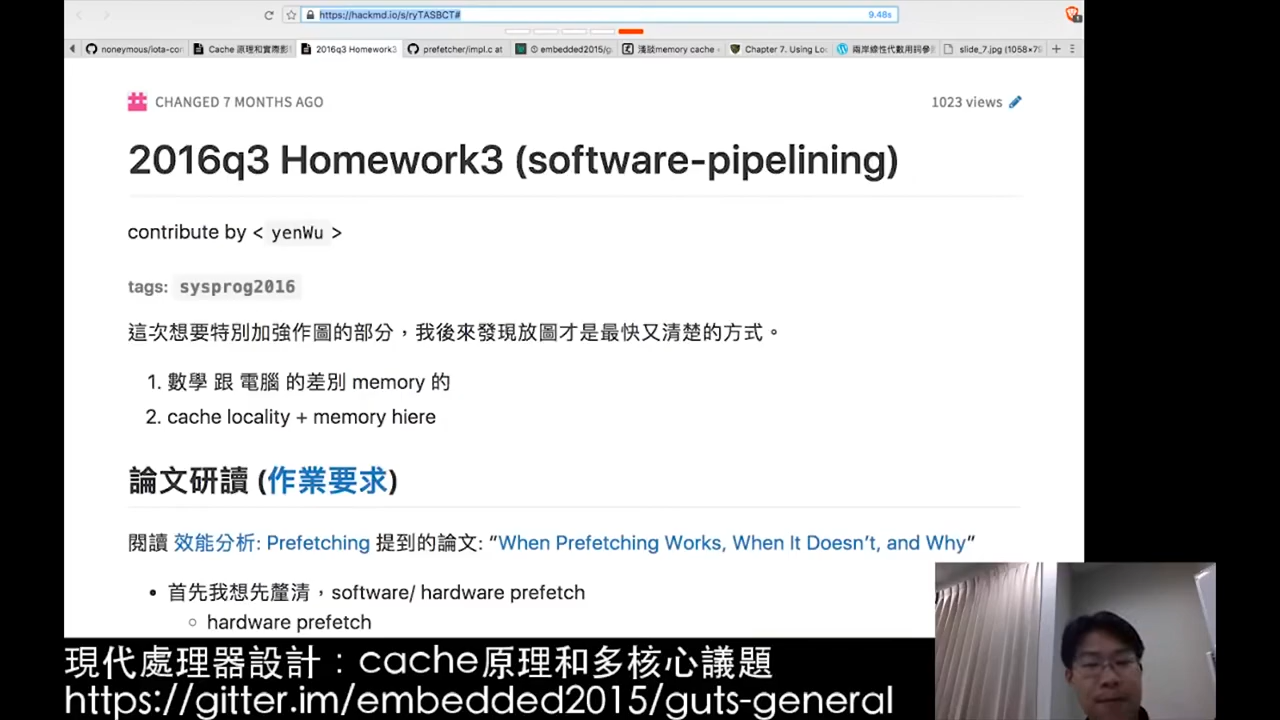 https://hackmd.io/s/ryTASBCT#
9.48s
noneymous/iota-con
Cache 原理和實際影
2016q3 Homework3
prefetcher/impl.c at
embedded2015/g
淺談memory cache
Chapter 7. Using Lo
兩岸線性代數用詞參
slide_7.jpg (1058×75
CHANGED 7 MONTHS AGO
1023 views
2016q3 Homework3 (software-pipelining)
contribute by < yenWu >
tags: sysprog2016
這次想要特別加強作圖的部分，我後來發現放圖才是最快又清楚的方式。
1. 數學 跟 電腦 的差別 memory 的
2. cache locality + memory hiere
論文研讀 (作業要求)
閱讀 效能分析: Prefetching 提到的論文: “When Prefetching Works, When It Doesn’t, and Why”
• 首先我想先釐清，software/ hardware prefetch
◦ hardware prefetch
現代處理器設計：cache原理和多核心議題
https://gitter.im/embedded2015/guts-general